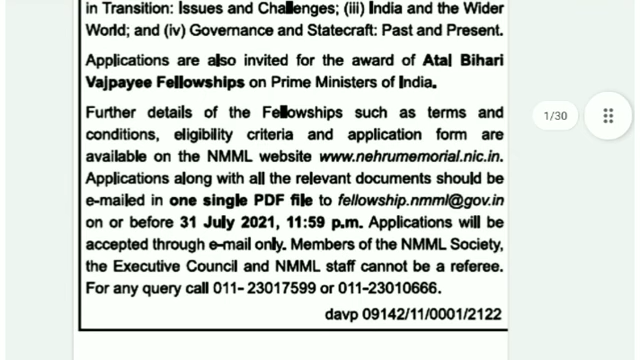 in Transition: Issues and Challenges; (iii) India and the Wider
World; and (iv) Governance and Statecraft: Past and Present.
Applications are also invited for the award of Atal Bihari
Vajpayee Fellowships on Prime Ministers of India.
Further details of the Fellowships such as terms and
conditions, eligibility criteria and application form are
available on the NMML website www.nehrumemorial.nic.in.
Applications along with all the relevant documents should be
e-mailed in one single PDF file to fellowship.nmml@gov.in
on or before 31 July 2021, 11:59 p.m. Applications will be
accepted through e-mail only. Members of the NMML Society,
the Executive Council and NMML staff cannot be a referee.
For any query call 011- 23017599 or 011-23010666.
davp 09142/11/0001/2122
1/30